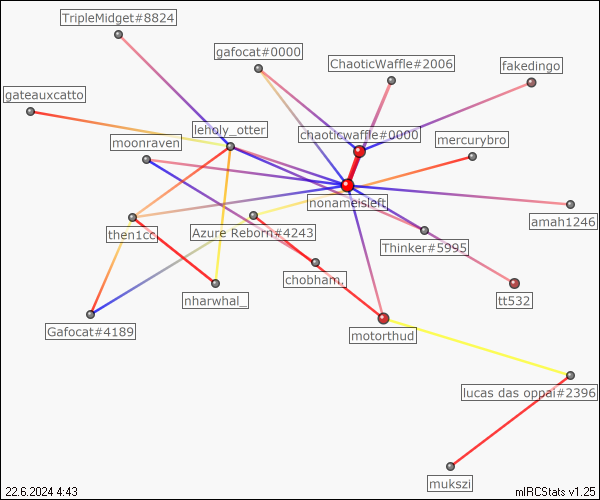 TripleMidget#8824
gafocat#0000
ChaoticWaffle#2006
fakedingo
gateauxcatto
leholy_otter
chaoticwaffle#0000
moonraven
mercurybro
nonameisleft
amah1246
then1cc
Azure Reborn#4243
Thinker#5995
chobham,
nharwhal_
tt532
Gafocat#4189
motorthud
lucas das oppai#2396
mukszi
22.6.2024 4:43
mIRCStats v1.25